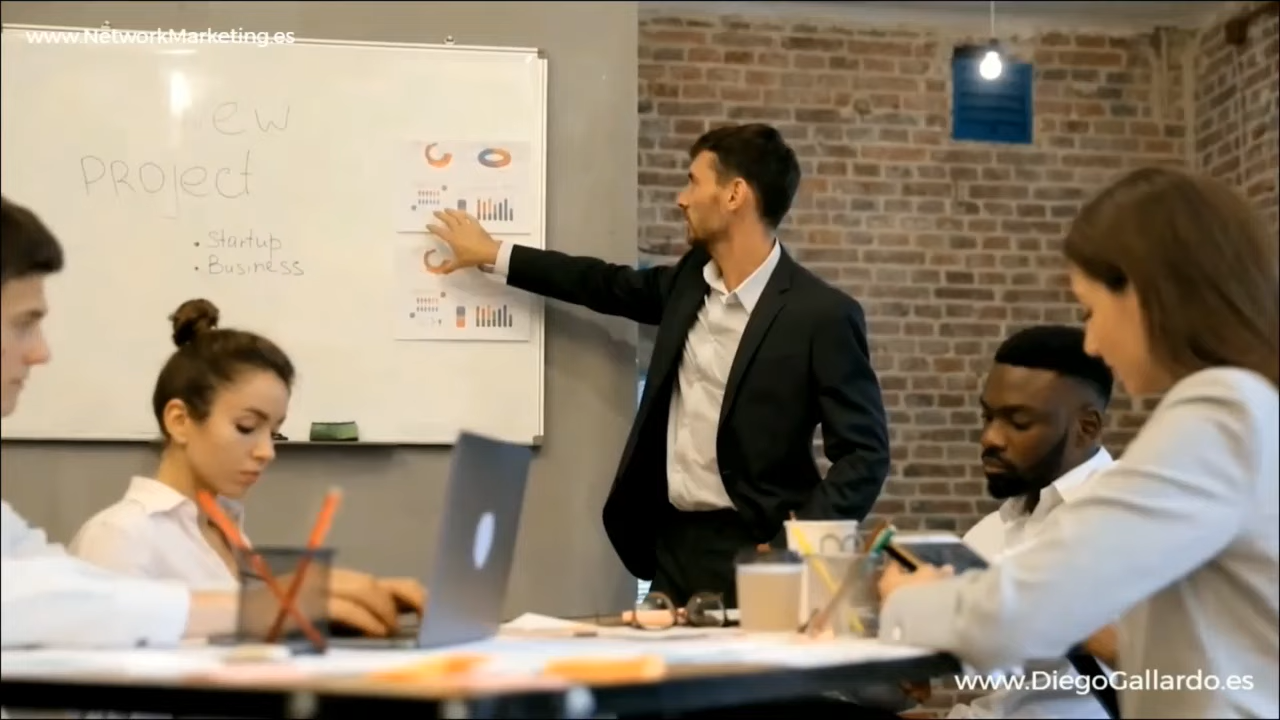 www.NetworkMarketing.es
ew
PROJECT
• Startup
• Business
www.DiegoGallardo.es